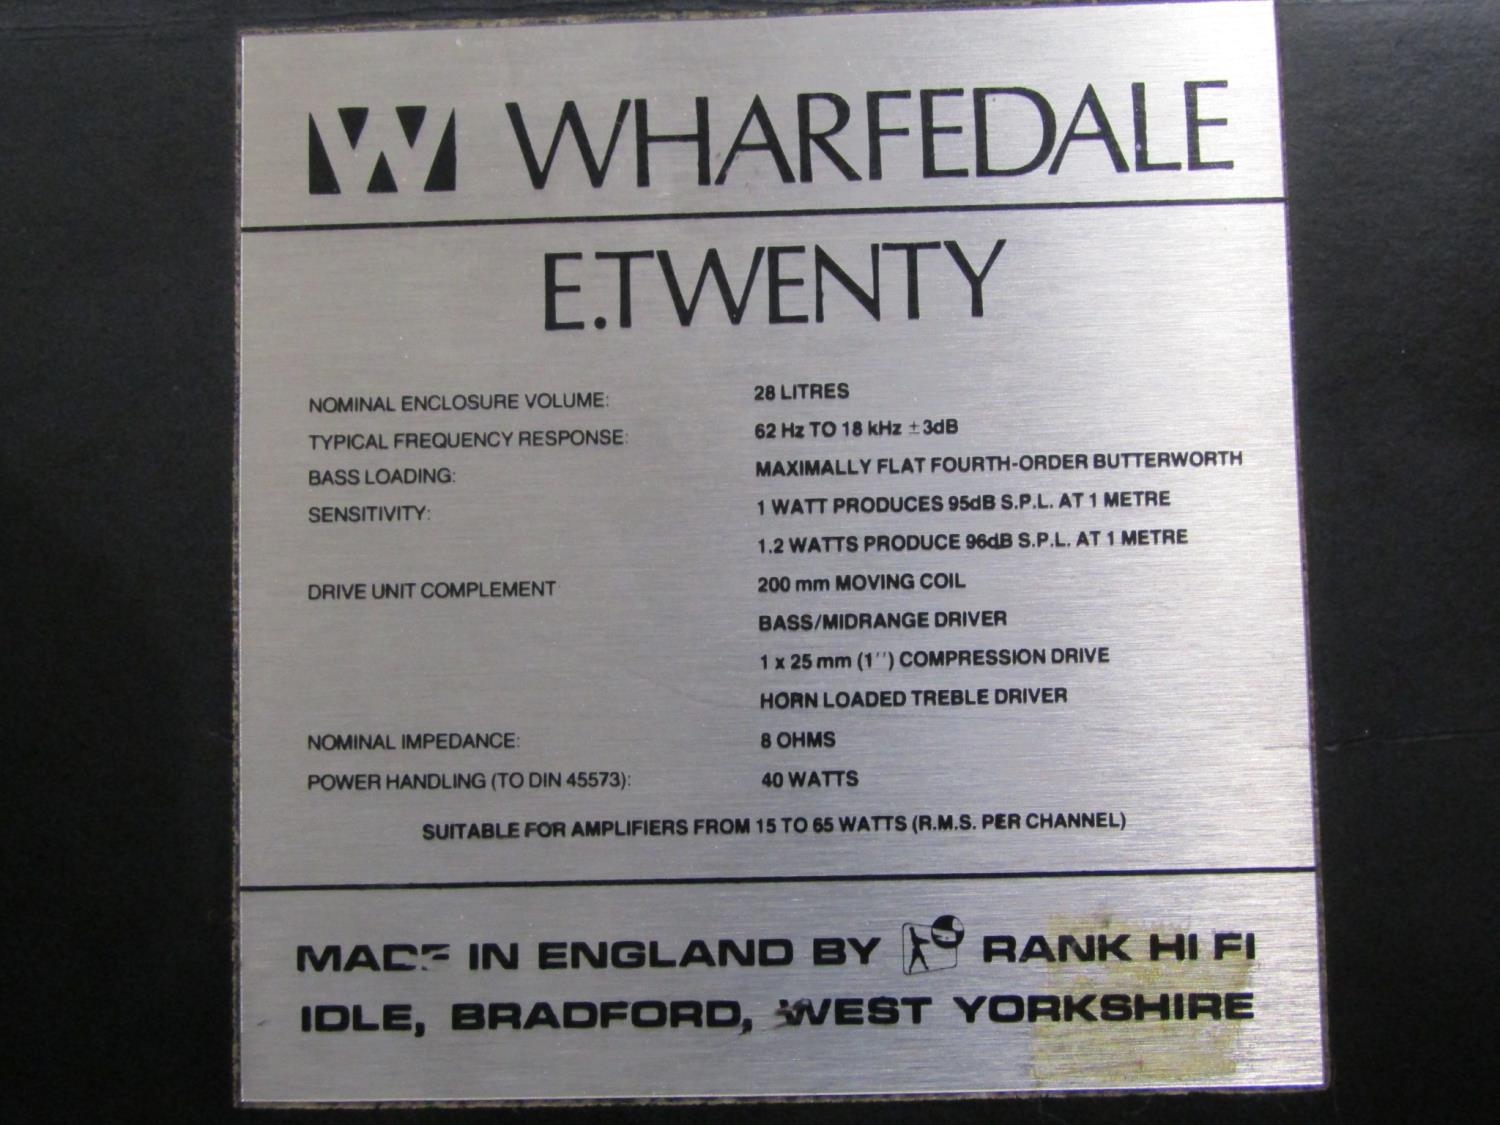 W WHARFEDALE
E.TWENTY
NOMINAL ENCLOSURE VOLUME: 28 LITRES
TYPICAL FREQUENCY RESPONSE: 62 Hz TO 18 kHz ±3dB
BASS LOADING: MAXIMALLY FLAT FOURTH-ORDER BUTTERWORTH
SENSITIVITY: 1 WATT PRODUCES 95dB S.P.L. AT 1 METRE
1.2 WATTS PRODUCE 96dB S.P.L. AT 1 METRE
DRIVE UNIT COMPLEMENT 200 mm MOVING COIL
BASS/MIDRANGE DRIVER
1 x 25 mm (1'') COMPRESSION DRIVE
HORN LOADED TREBLE DRIVER
NOMINAL IMPEDANCE: 8 OHMS
POWER HANDLING (TO DIN 45573): 40 WATTS
SUITABLE FOR AMPLIFIERS FROM 15 TO 65 WATTS (R.M.S. PER CHANNEL)
MADE IN ENGLAND BY RANK HI FI
IDLE, BRADFORD, WEST YORKSHIRE